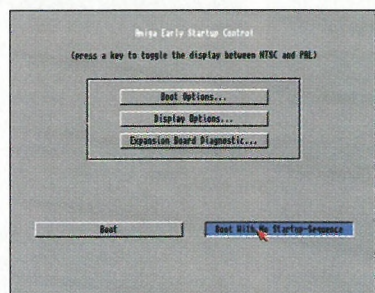 Amiga Early Startup Control
(press a key to toggle the display between NTSC and PAL)
Boot Options...
Display Options...
Expansion Board Diagnostic...
Boot
Boot With No Startup-Sequence